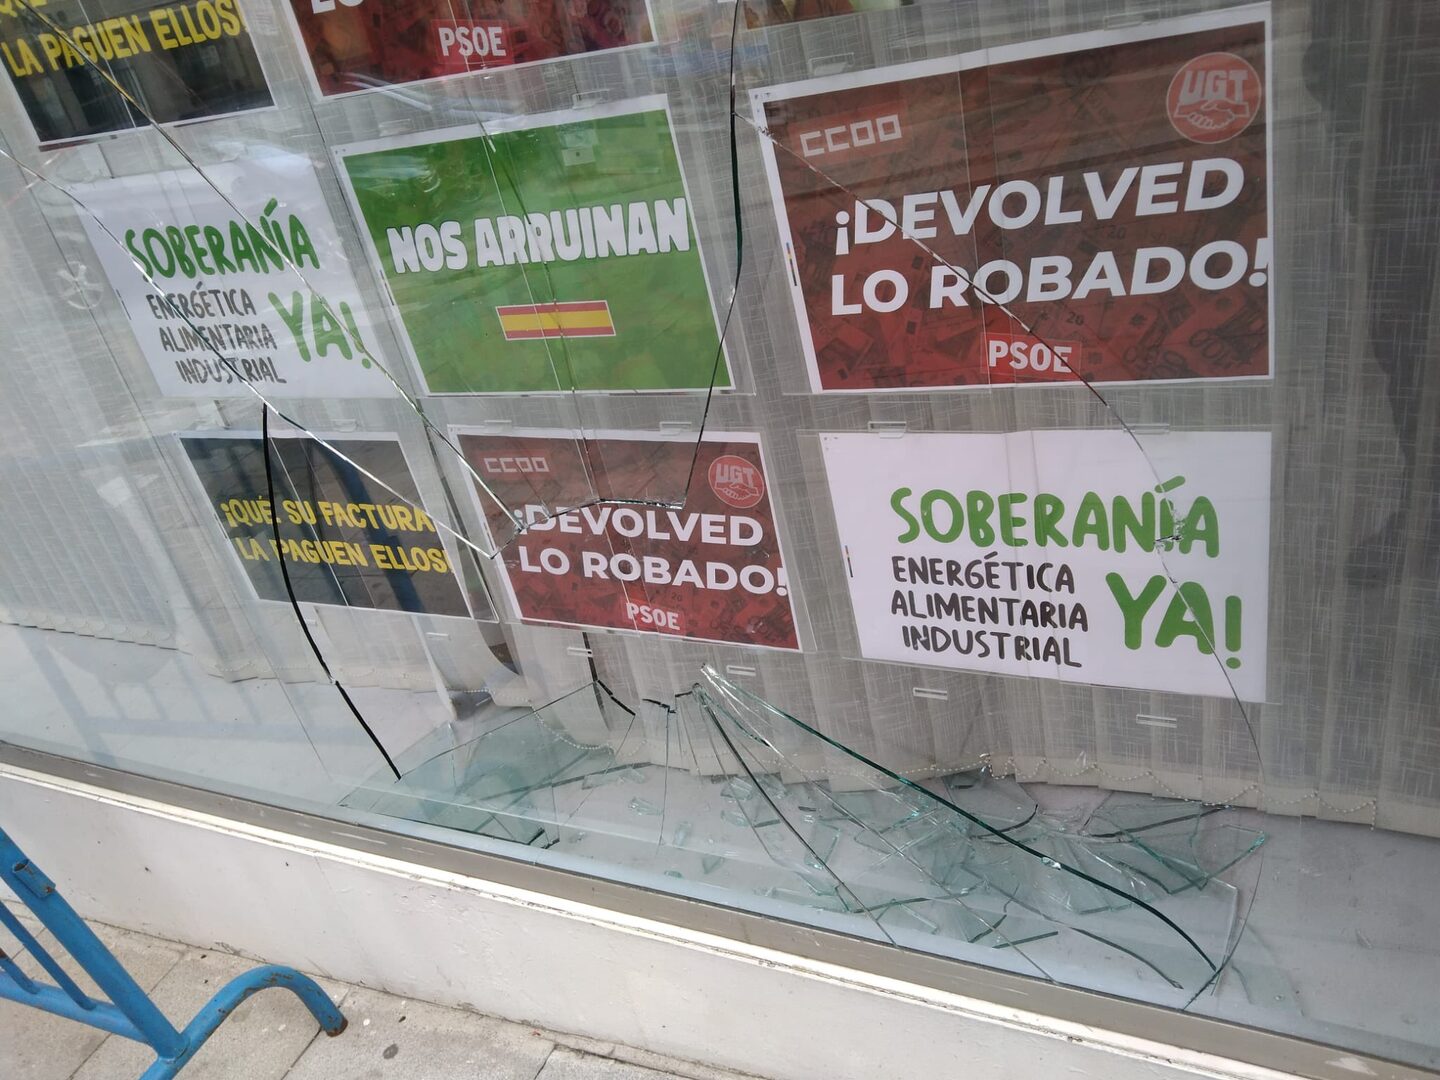 LA PAGUEN ELLOS!
PSOE
SOBERANÍA
ENERGÉTICA
ALIMENTARIA
INDUSTRIAL
YA!
NOS ARRUINAN
CCOO
UGT
¡DEVOLVED
LO ROBADO!
PSOE
¡QUE SU FACTURA
LA PAGUEN ELLOS!
CCOO
UGT
¡DEVOLVED
LO ROBADO!
PSOE
SOBERANÍA
ENERGÉTICA
ALIMENTARIA
INDUSTRIAL
YA!